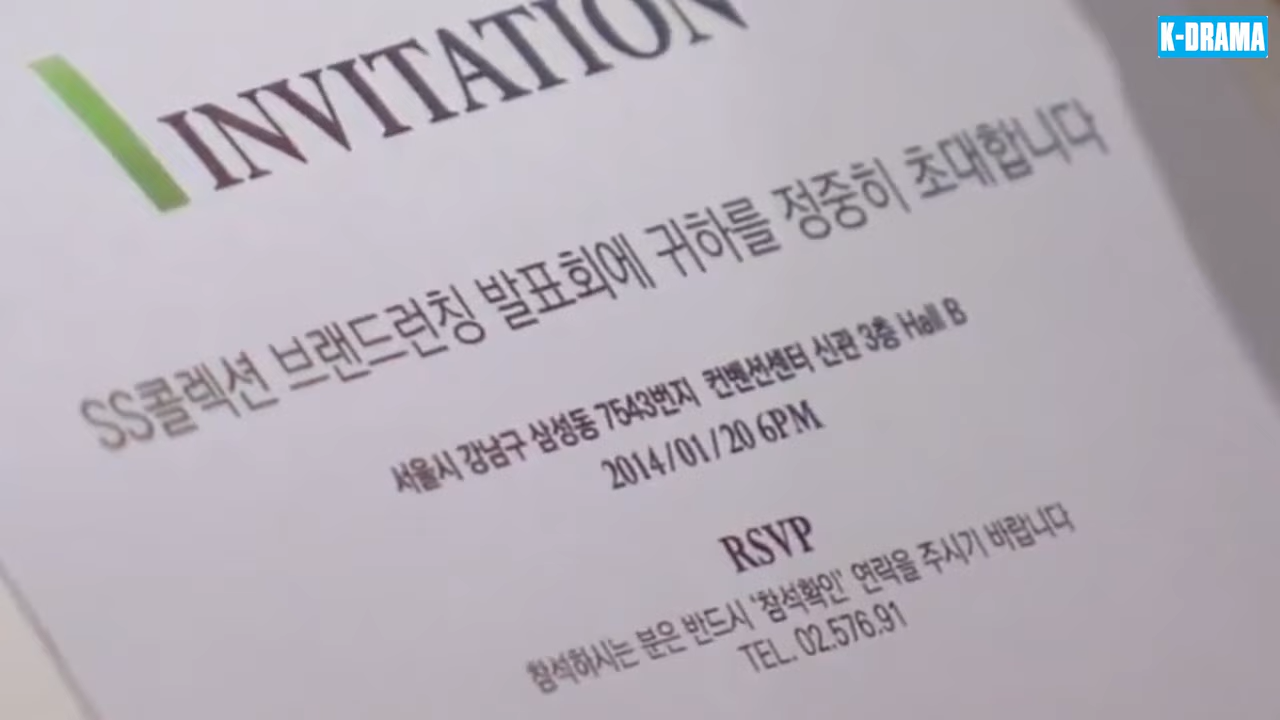 K-DRAMA
INVITATION
SS콜렉션 브랜드런칭 발표회에 귀하를 정중히 초대합니다
서울시 강남구 삼성동 7543번지 컨벤션센터 신관 3층 Hall B
2014/01/20 6PM
RSVP
참석하시는 분은 반드시 '참석확인' 연락을 주시기 바랍니다
TEL. 02.576.91